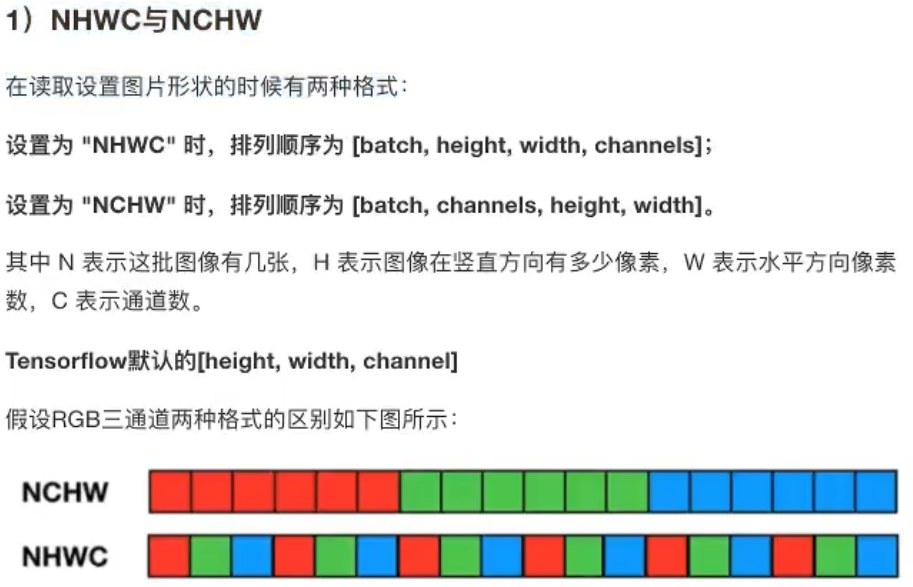 1）NHWC与NCHW
在读取设置图片形状的时候有两种格式：
设置为 "NHWC" 时，排列顺序为 [batch, height, width, channels]；
设置为 "NCHW" 时，排列顺序为 [batch, channels, height, width]。
其中 N 表示这批图像有几张，H 表示图像在竖直方向有多少像素，W 表示水平方向像素
数，C 表示通道数。
Tensorflow默认的[height, width, channel]
假设RGB三通道两种格式的区别如下图所示：
NCHW
NHWC